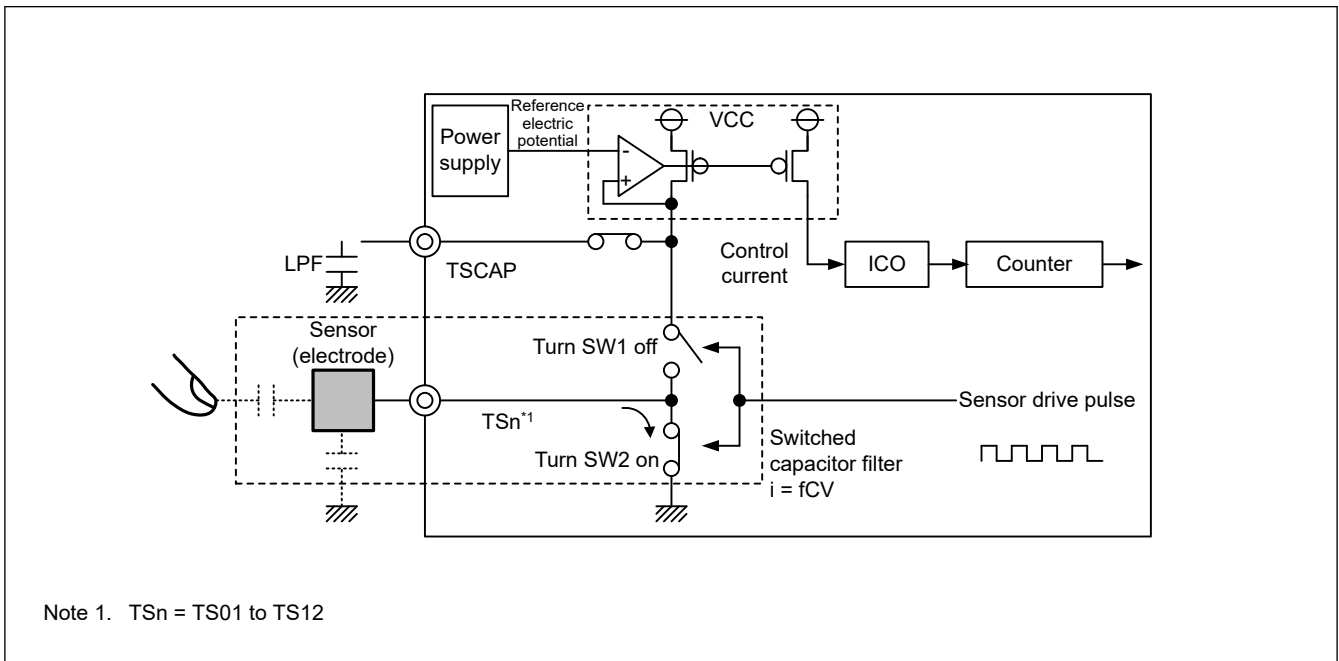 Power
supply
Reference
electric
potential
VCC
-
+
LPF
TSCAP
Control
current
ICO
Counter
Sensor
(electrode)
Turn SW1 off
TSn*1
Turn SW2 on
Sensor drive pulse
Switched
capacitor filter
i = fCV
Note 1. TSn = TS01 to TS12